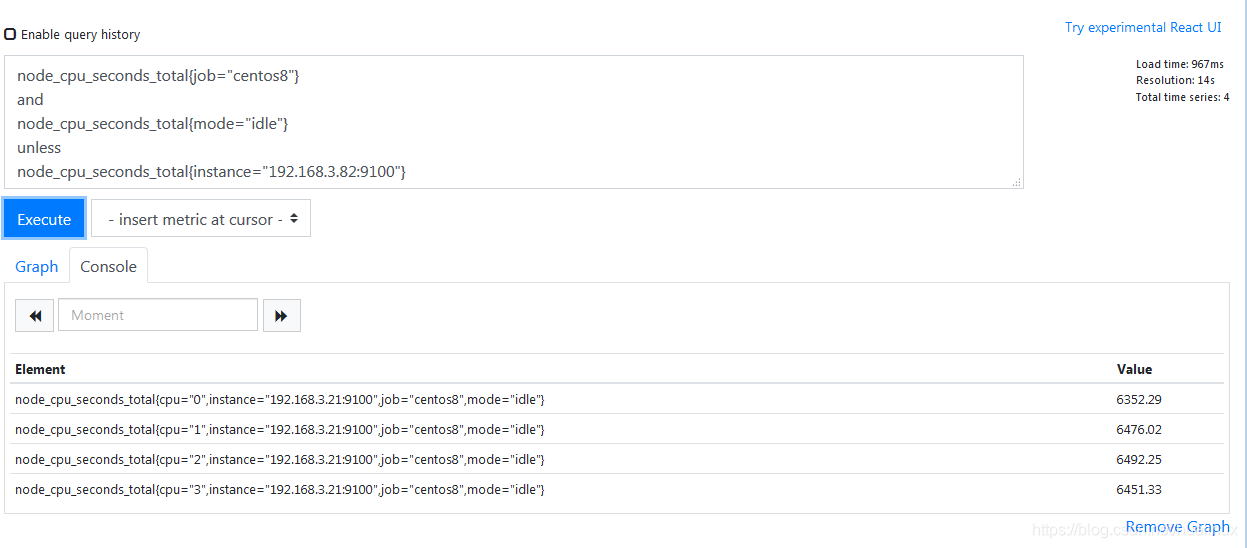 Enable query history
Try experimental React UI
node_cpu_seconds_total{job="centos8"}
and
node_cpu_seconds_total{mode="idle"}
unless
node_cpu_seconds_total{instance="192.168.3.82:9100"}
Load time: 967ms
Resolution: 14s
Total time series: 4
Execute
- insert metric at cursor -
Graph
Console
Moment
Element Value
node_cpu_seconds_total{cpu="0",instance="192.168.3.21:9100",job="centos8",mode="idle"} 6352.29
node_cpu_seconds_total{cpu="1",instance="192.168.3.21:9100",job="centos8",mode="idle"} 6476.02
node_cpu_seconds_total{cpu="2",instance="192.168.3.21:9100",job="centos8",mode="idle"} 6492.25
node_cpu_seconds_total{cpu="3",instance="192.168.3.21:9100",job="centos8",mode="idle"} 6451.33
Remove Graph